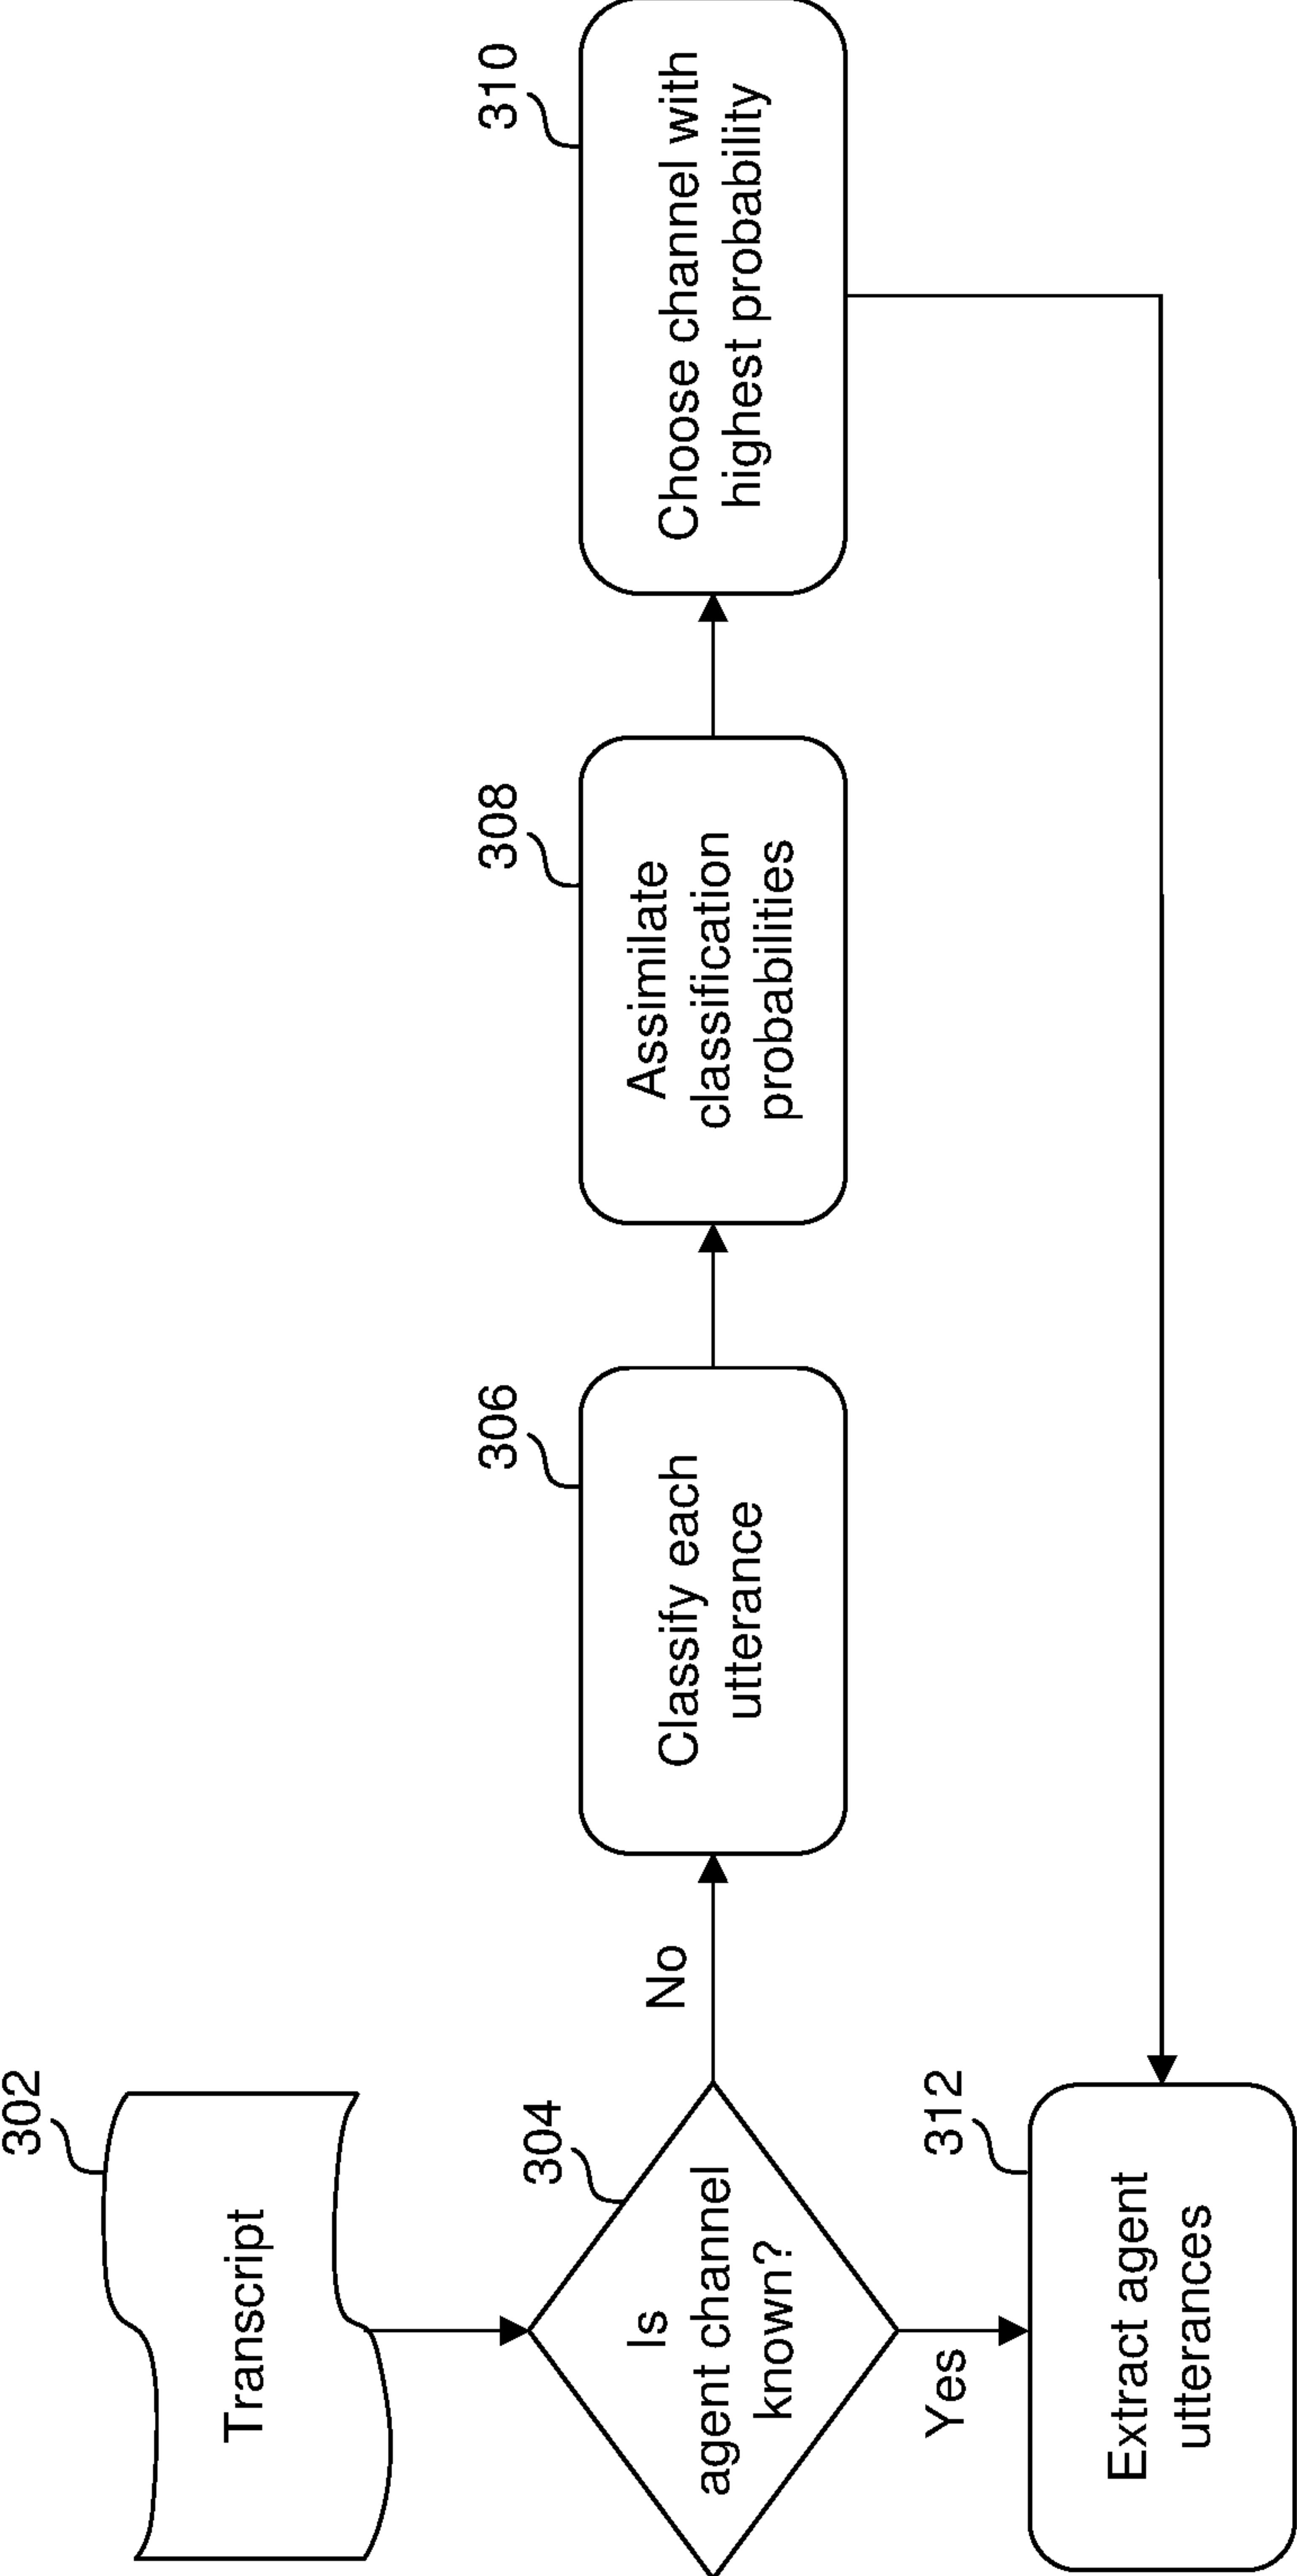 302
Transcript
304
Is
agent channel
known?
No
306
Classify each
utterance
308
Assimilate
classification
probabilities
310
Choose channel with
highest probability
Yes
312
Extract agent
utterances